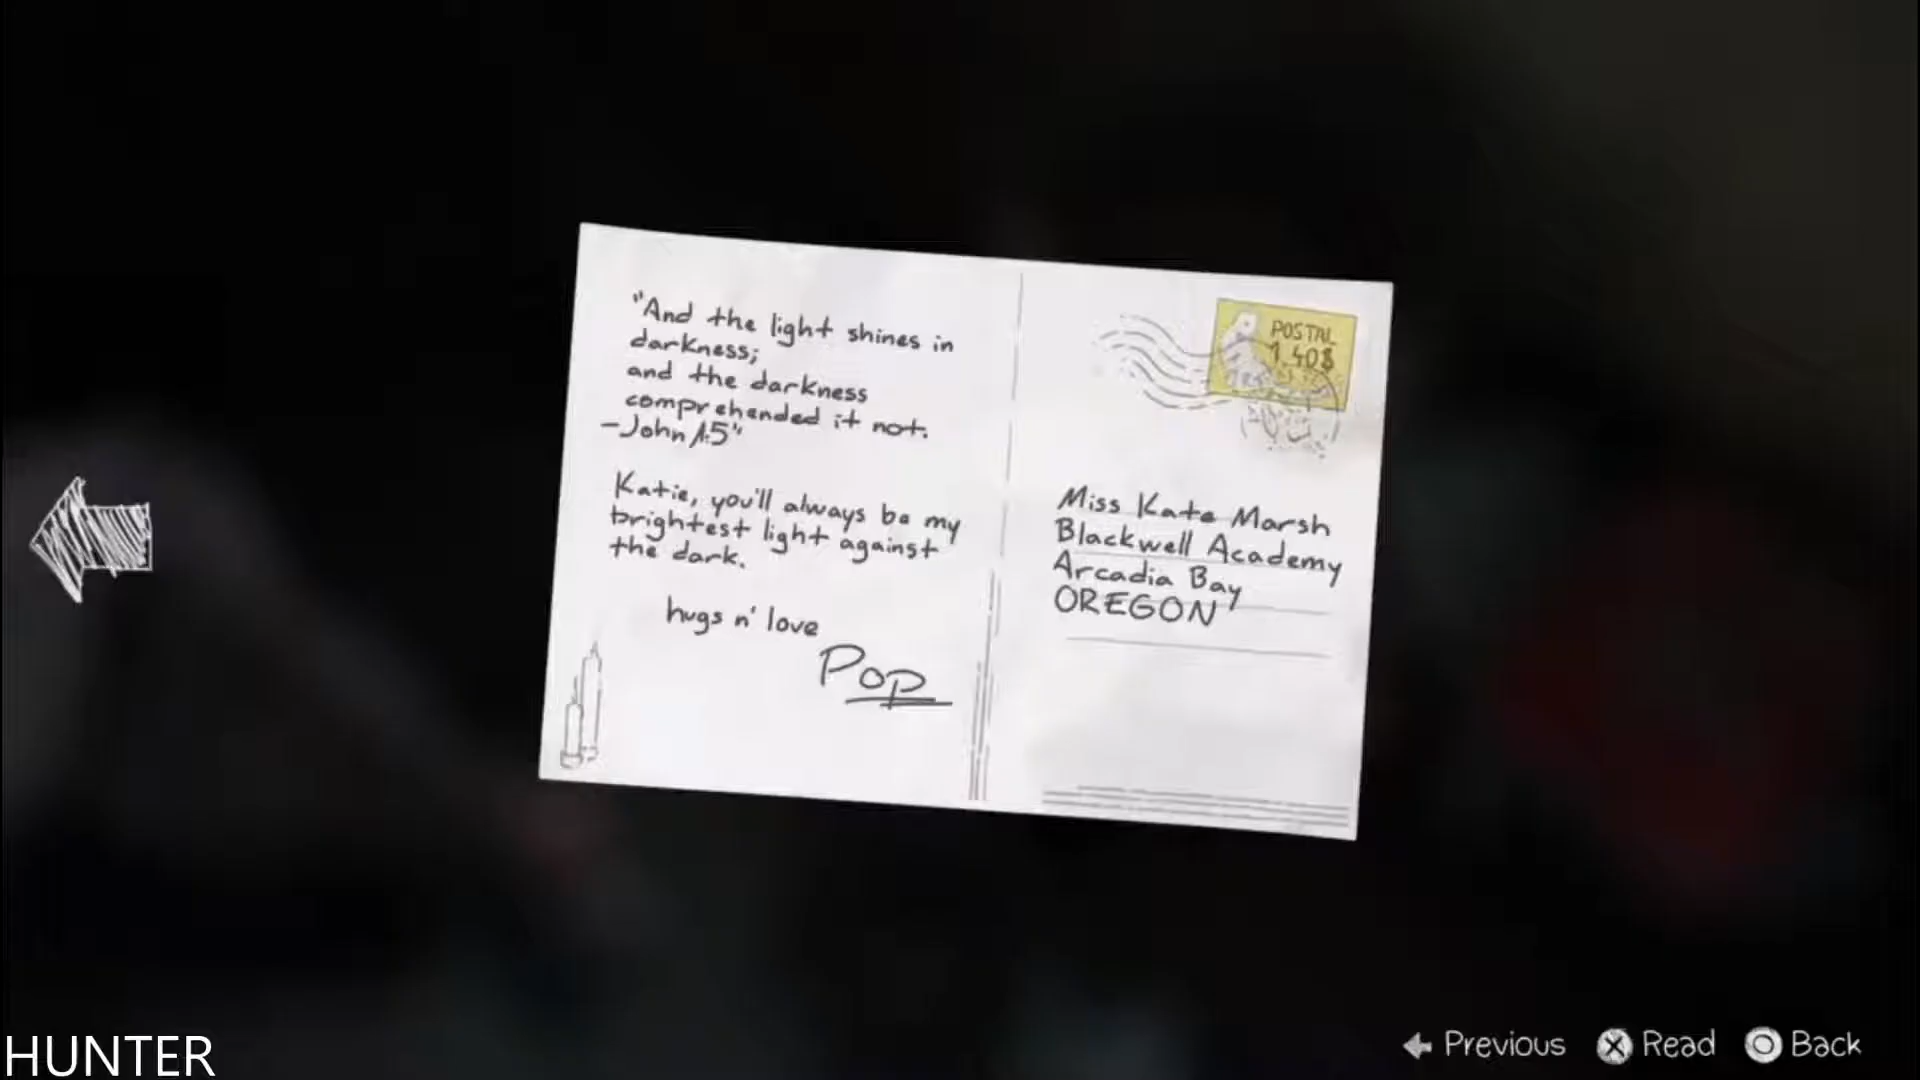 "And the light shines in
darkness;
and the darkness
comprehended it not.
-John 1:5"
Katie, you'll always be my
brightest light against
the dark.
hugs n' love
Pop
POSTAL
1.40$
Miss Kate Marsh
Blackwell Academy
Arcadia Bay
OREGON
HUNTER
Previous
Read
Back